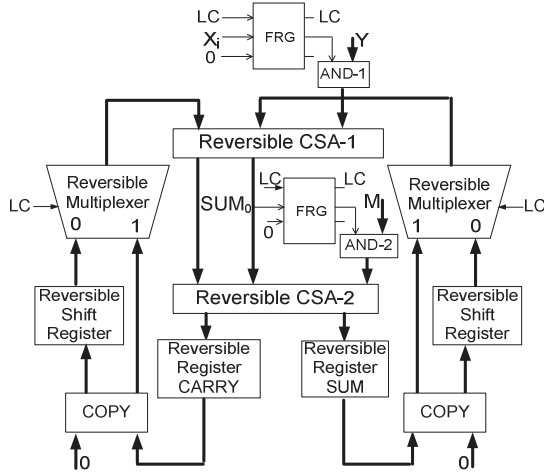 LC
LC
Xi
FRG
0
Y
AND-1
Reversible CSA-1
Reversible
Multiplexer
LC
0 1
SUM0
LC
LC
FRG
0
M
AND-2
Reversible
Multiplexer
LC
1 0
Reversible CSA-2
Reversible
Shift
Register
Reversible
Register
CARRY
Reversible
Register
SUM
Reversible
Shift
Register
COPY
COPY
0
0